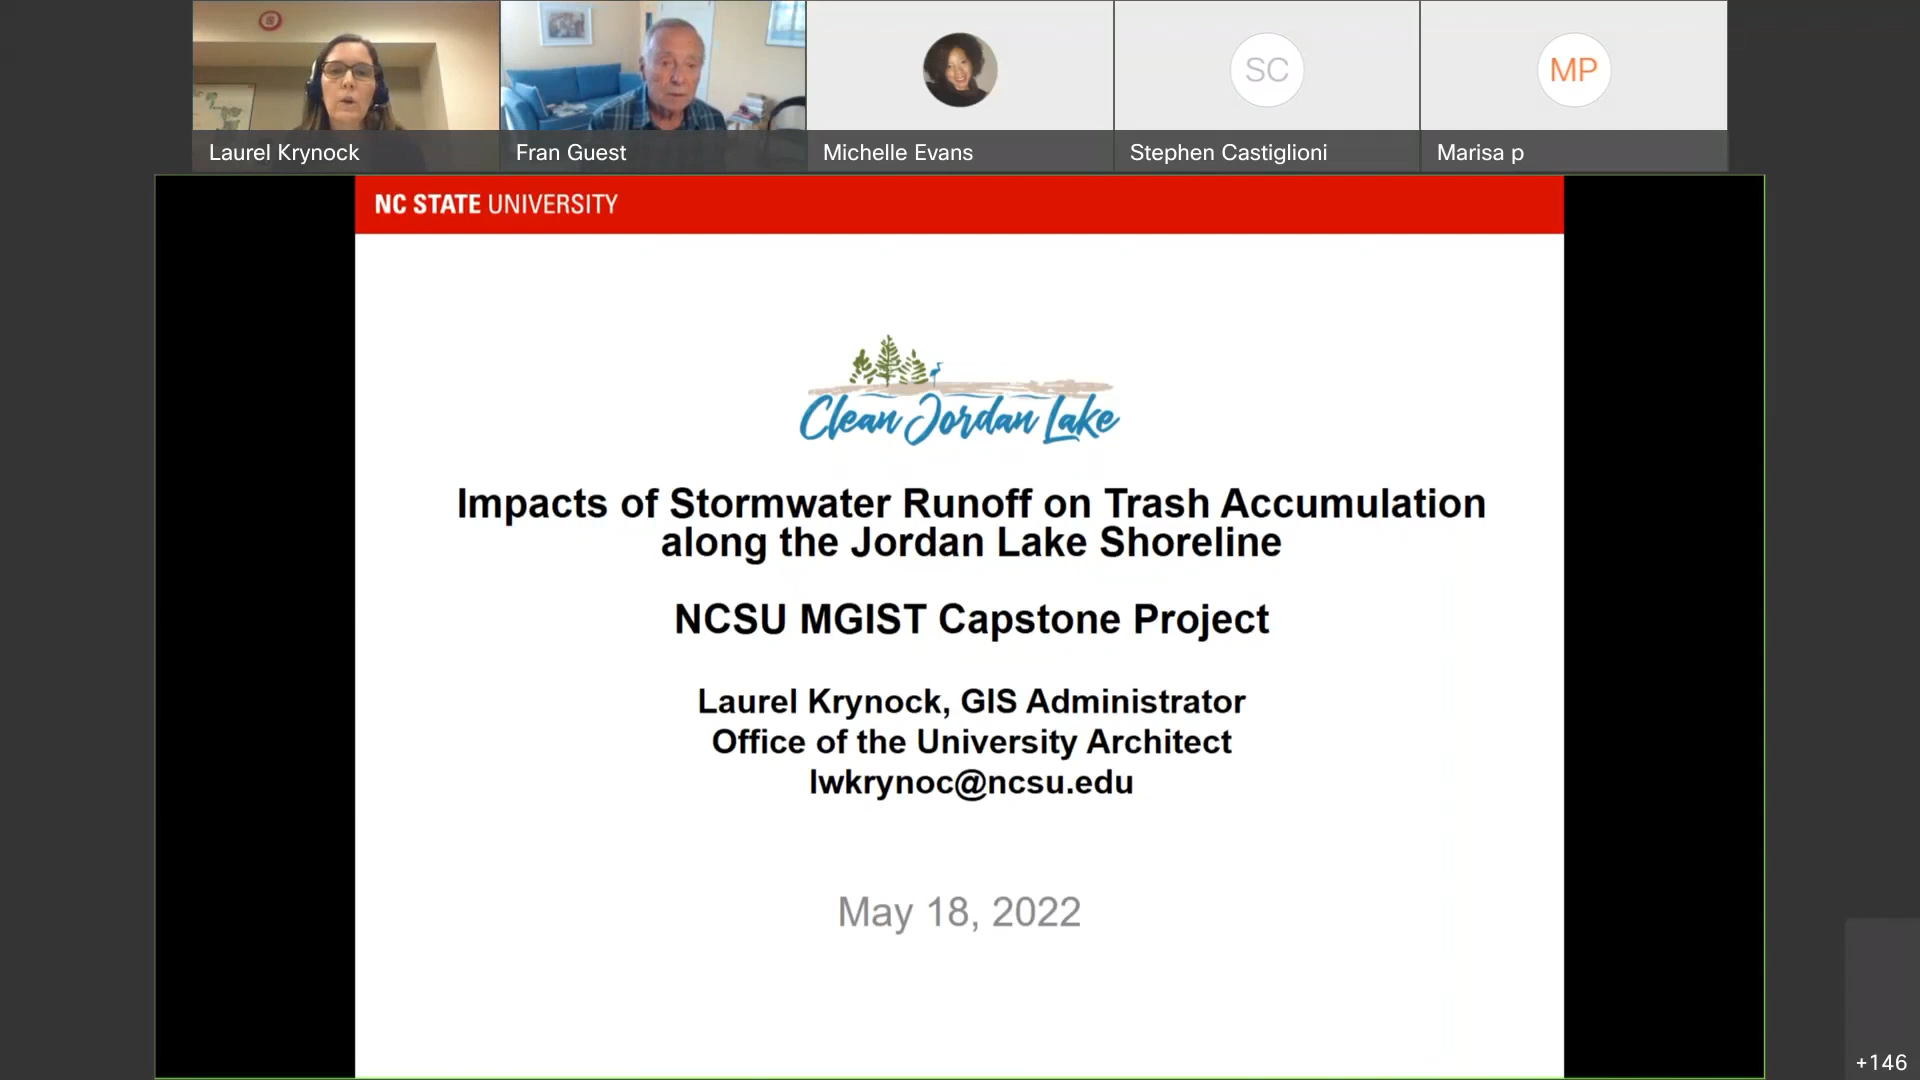 Laurel Krynock
Fran Guest
Michelle Evans
SC
Stephen Castiglioni
MP
Marisa p
NC STATE UNIVERSITY
Clean Jordan Lake
Impacts of Stormwater Runoff on Trash Accumulation
along the Jordan Lake Shoreline
NCSU MGIST Capstone Project
Laurel Krynock, GIS Administrator
Office of the University Architect
lwkrynoc@ncsu.edu
May 18, 2022
+146